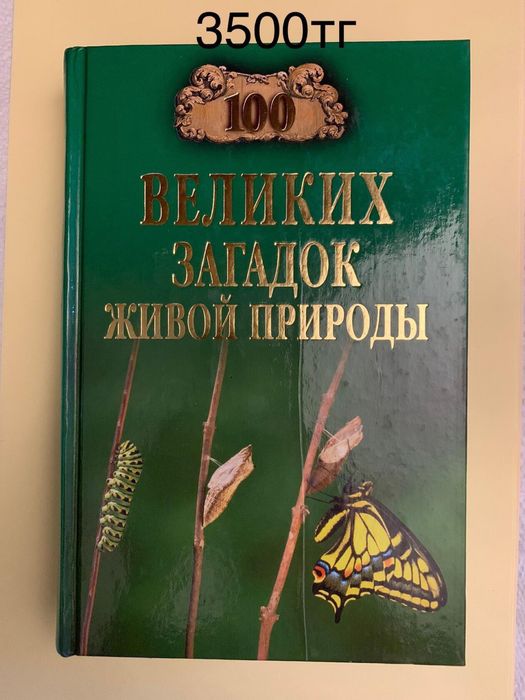 3500тг
100
ВЕЛИКИХ
ЗАГАДОК
ЖИВОЙ ПРИРОДЫ